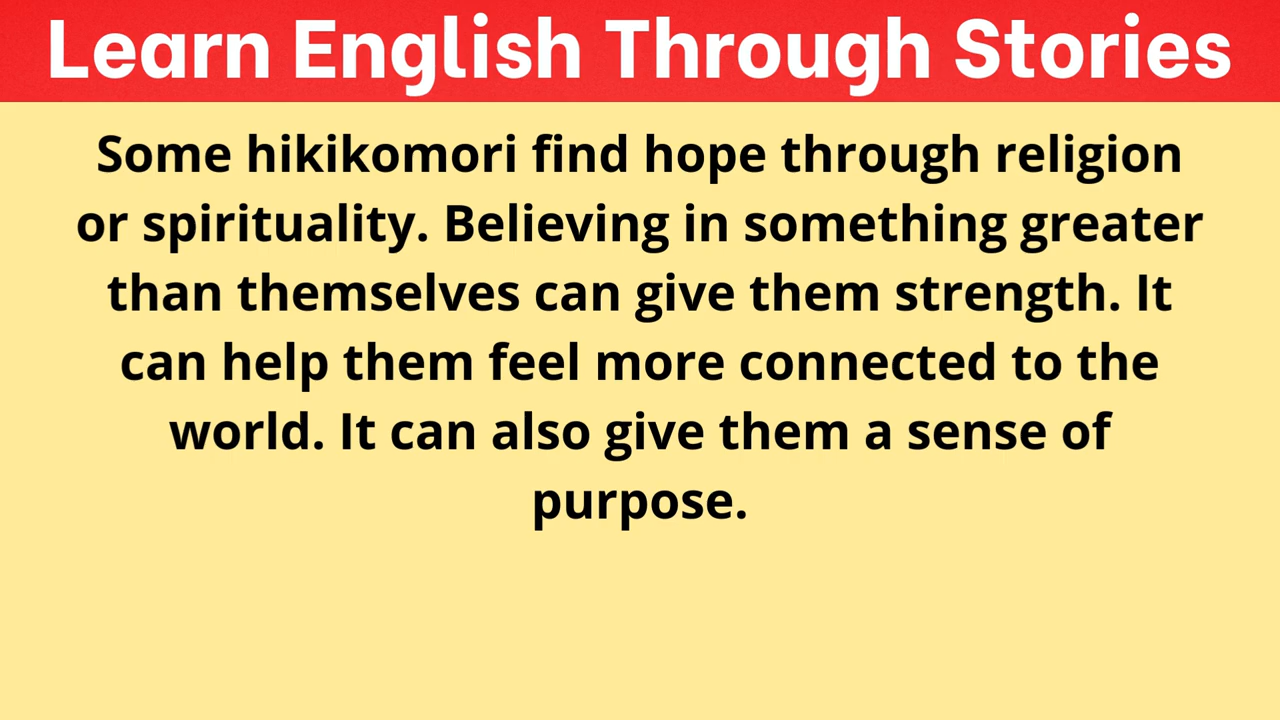 Learn English Through Stories
Some hikikomori find hope through religion
or spirituality. Believing in something greater
than themselves can give them strength. It
can help them feel more connected to the
world. It can also give them a sense of
purpose.